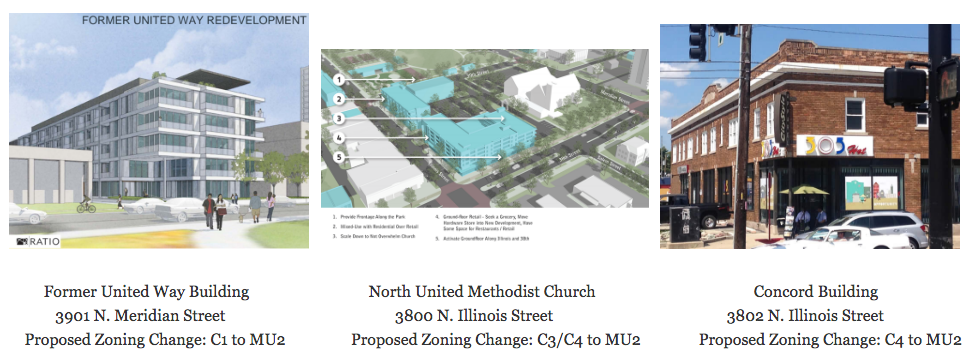 FORMER UNITED WAY REDEVELOPMENT
RATIO
1
2
3
4
5
1. Provide Frontage Along the Park
2. Mixed-Use with Residential Over Retail
3. Scale Down to Not Overwhelm Church
4. Ground-floor Retail - Seek a Grocery, Move
Hardware Store into New Development, Have
Some Space for Restaurants / Retail
5. Activate Groundfloor Along Illinois and 38th
Former United Way Building
3901 N. Meridian Street
Proposed Zoning Change: C1 to MU2
North United Methodist Church
3800 N. Illinois Street
Proposed Zoning Change: C3/C4 to MU2
Concord Building
3802 N. Illinois Street
Proposed Zoning Change: C4 to MU2